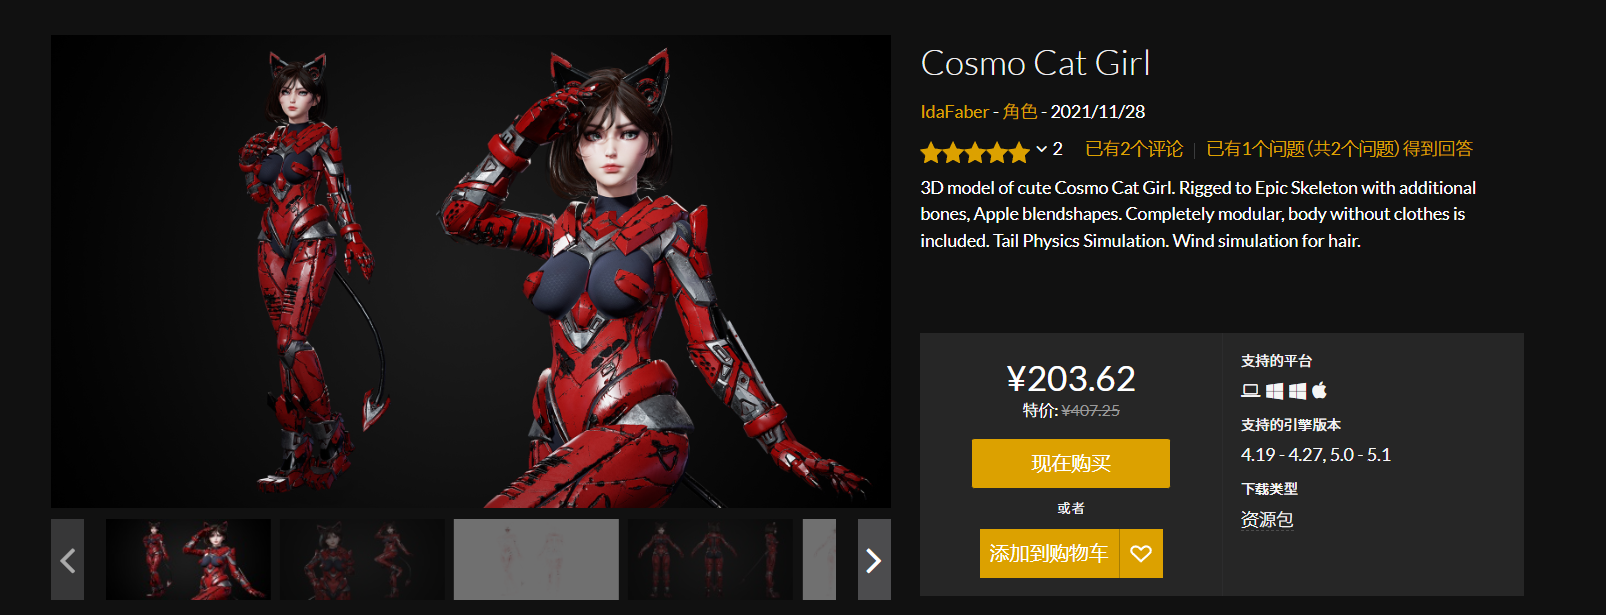 Cosmo Cat Girl
IdaFaber - 角色 - 2021/11/28
2 已有2个评论 | 已有1个问题 (共2个问题) 得到回答
3D model of cute Cosmo Cat Girl. Rigged to Epic Skeleton with additional
bones, Apple blendshapes. Completely modular, body without clothes is
included. Tail Physics Simulation. Wind simulation for hair.
¥203.62
特价: ¥407.25
现在购买
或者
添加到购物车
支持的平台
支持的引擎版本
4.19 - 4.27, 5.0 - 5.1
下载类型
资源包